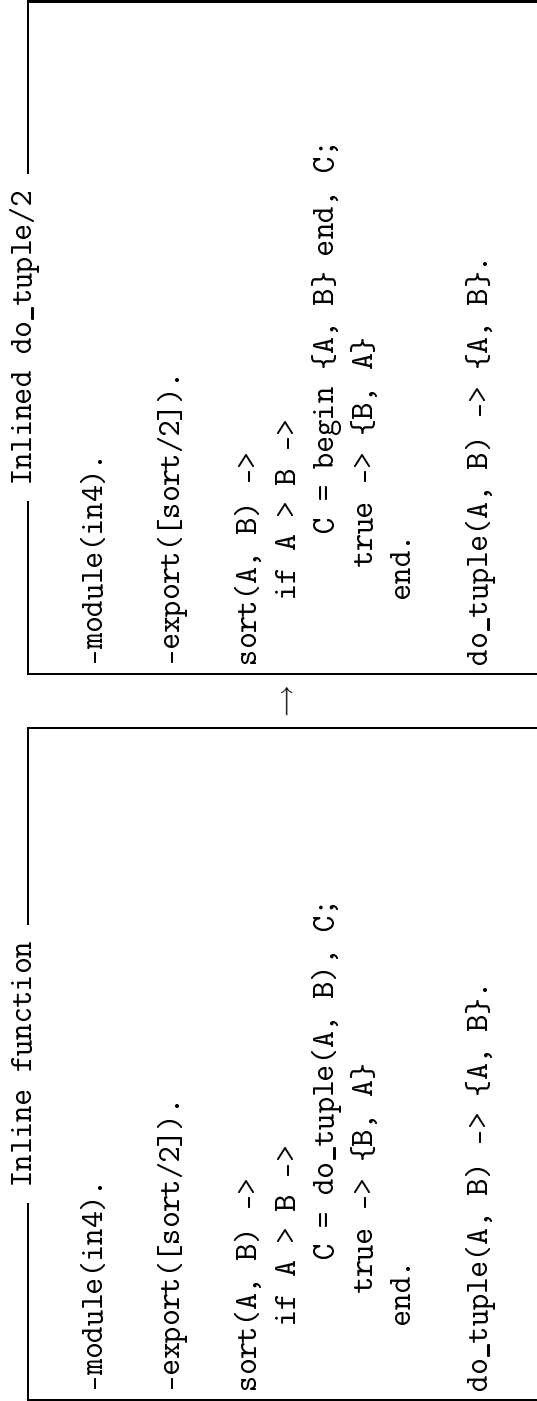 Inline function
-module(in4).
-export([sort/2]).
sort(A, B) ->
if A > B ->
C = do_tuple(A, B), C;
true -> {B, A}
end.
do_tuple(A, B) -> {A, B}.
→
Inlined do_tuple/2
-module(in4).
-export([sort/2]).
sort(A, B) ->
if A > B ->
C = begin {A, B} end, C;
true -> {B, A}
end.
do_tuple(A, B) -> {A, B}.